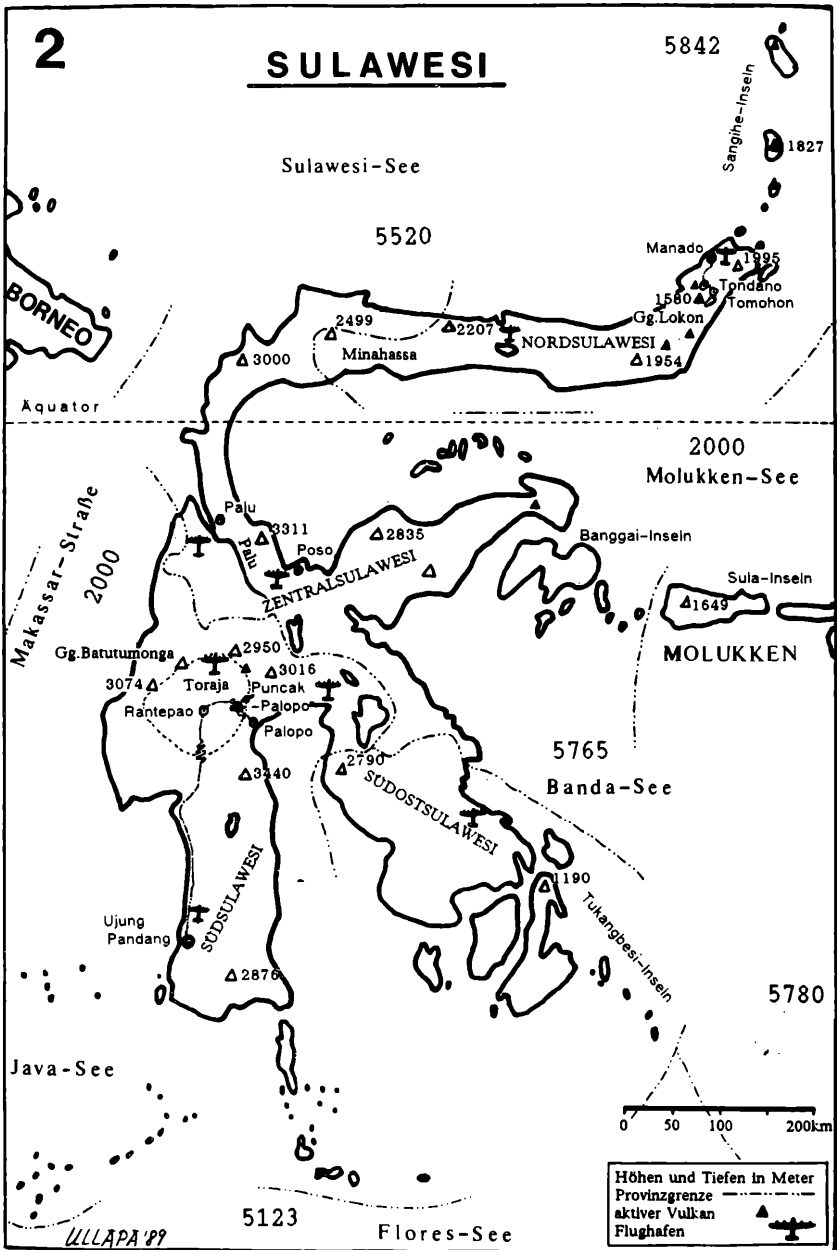 2
SULAWESI
5842
Sangihe-Inseln
1827
Sulawesi-See
5520
Manado
1995
Tondano
1580
Tomohon
Gg.Lokon
BORNEO
2499
2207
NORDSULAWESI
Minahassa
3000
1954
Äquator
2000
Molukken-See
Makassar-Straße
2000
Palu
3311
Palu
Poso
2835
ZENTRALSULAWESI
Banggai-Inseln
Sula-Inseln
1649
MOLUKKEN
Gg.Batutumonga
2950
3016
3074
Toraja
Puncak
-Palopo
Rantepao
Palopo
5765
Banda-See
2790
3440
SÜDOSTSULAWESI
SÜDSULAWESI
1190
Tukangbesi-Inseln
Ujung
Pandang
2876
5780
Java-See
0 50 100 200km
Höhen und Tiefen in Meter
Provinzgrenze
aktiver Vulkan
Flughafen
5123
Flores-See
ULLAPA'89